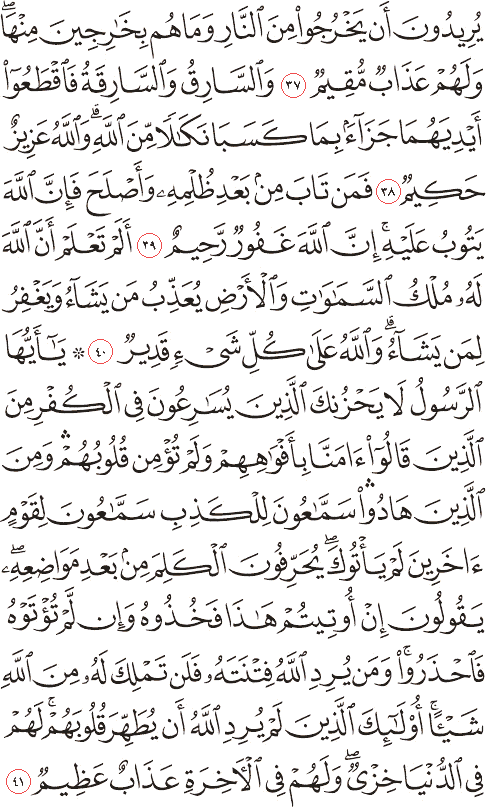 يُرِيدُونَ أَن يَخْرُجُوا۟ مِنَ ٱلنَّارِ وَمَا هُم بِخَـٰرِجِينَ مِنْهَا ۖ
وَلَهُمْ عَذَابٌ مُّقِيمٌ ٣٧ وَٱلسَّارِقُ وَٱلسَّارِقَةُ فَٱقْطَعُوٓا۟
أَيْدِيَهُمَا جَزَآءًۢ بِمَا كَسَبَا نَكَـٰلًا مِّنَ ٱللَّهِ ۗ وَٱللَّهُ عَزِيزٌ
حَكِيمٌ ٣٨ فَمَن تَابَ مِنۢ بَعْدِ ظُلْمِهِۦ وَأَصْلَحَ فَإِنَّ ٱللَّهَ
يَتُوبُ عَلَيْهِ ۗ إِنَّ ٱللَّهَ غَفُورٌ رَّحِيمٌ ٣٩ أَلَمْ تَعْلَمْ أَنَّ ٱللَّهَ
لَهُۥ مُلْكُ ٱلسَّمَـٰوَٰتِ وَٱلْأَرْضِ يُعَذِّبُ مَن يَشَآءُ وَيَغْفِرُ
لِمَن يَشَآءُ ۗ وَٱللَّهُ عَلَىٰ كُلِّ شَىْءٍ قَدِيرٌ ٤٠ ۞ يَـٰٓأَيُّهَا
ٱلرَّسُولُ لَا يَحْزُنكَ ٱلَّذِينَ يُسَـٰرِعُونَ فِى ٱلْكُفْرِ مِنَ
ٱلَّذِينَ قَالُوٓا۟ ءَامَنَّا بِأَفْوَٰهِهِمْ وَلَمْ تُؤْمِن قُلُوبُهُمْ ۛ وَمِنَ
ٱلَّذِينَ هَادُوا۟ ۛ سَمَّـٰعُونَ لِلْكَذِبِ سَمَّـٰعُونَ لِقَوْمٍ
ءَاخَرِينَ لَمْ يَأْتُوكَ ۖ يُحَرِّفُونَ ٱلْكَلِمَ مِنۢ بَعْدِ مَوَاضِعِهِۦ ۖ
يَقُولُونَ إِنْ أُوتِيتُمْ هَـٰذَا فَخُذُوهُ وَإِن لَّمْ تُؤْتَوْهُ
فَٱحْذَرُوا۟ ۚ وَمَن يُرِدِ ٱللَّهُ فِتْنَتَهُۥ فَلَن تَمْلِكَ لَهُۥ مِنَ ٱللَّهِ
شَيْـًٔا ۚ أُو۟لَـٰٓئِكَ ٱلَّذِينَ لَمْ يُرِدِ ٱللَّهُ أَن يُطَهِّرَ قُلُوبَهُمْ ۚ لَهُمْ
فِى ٱلدُّنْيَا خِزْىٌ ۖ وَلَهُمْ فِى ٱلْـَٔاخِرَةِ عَذَابٌ عَظِيمٌ ٤١